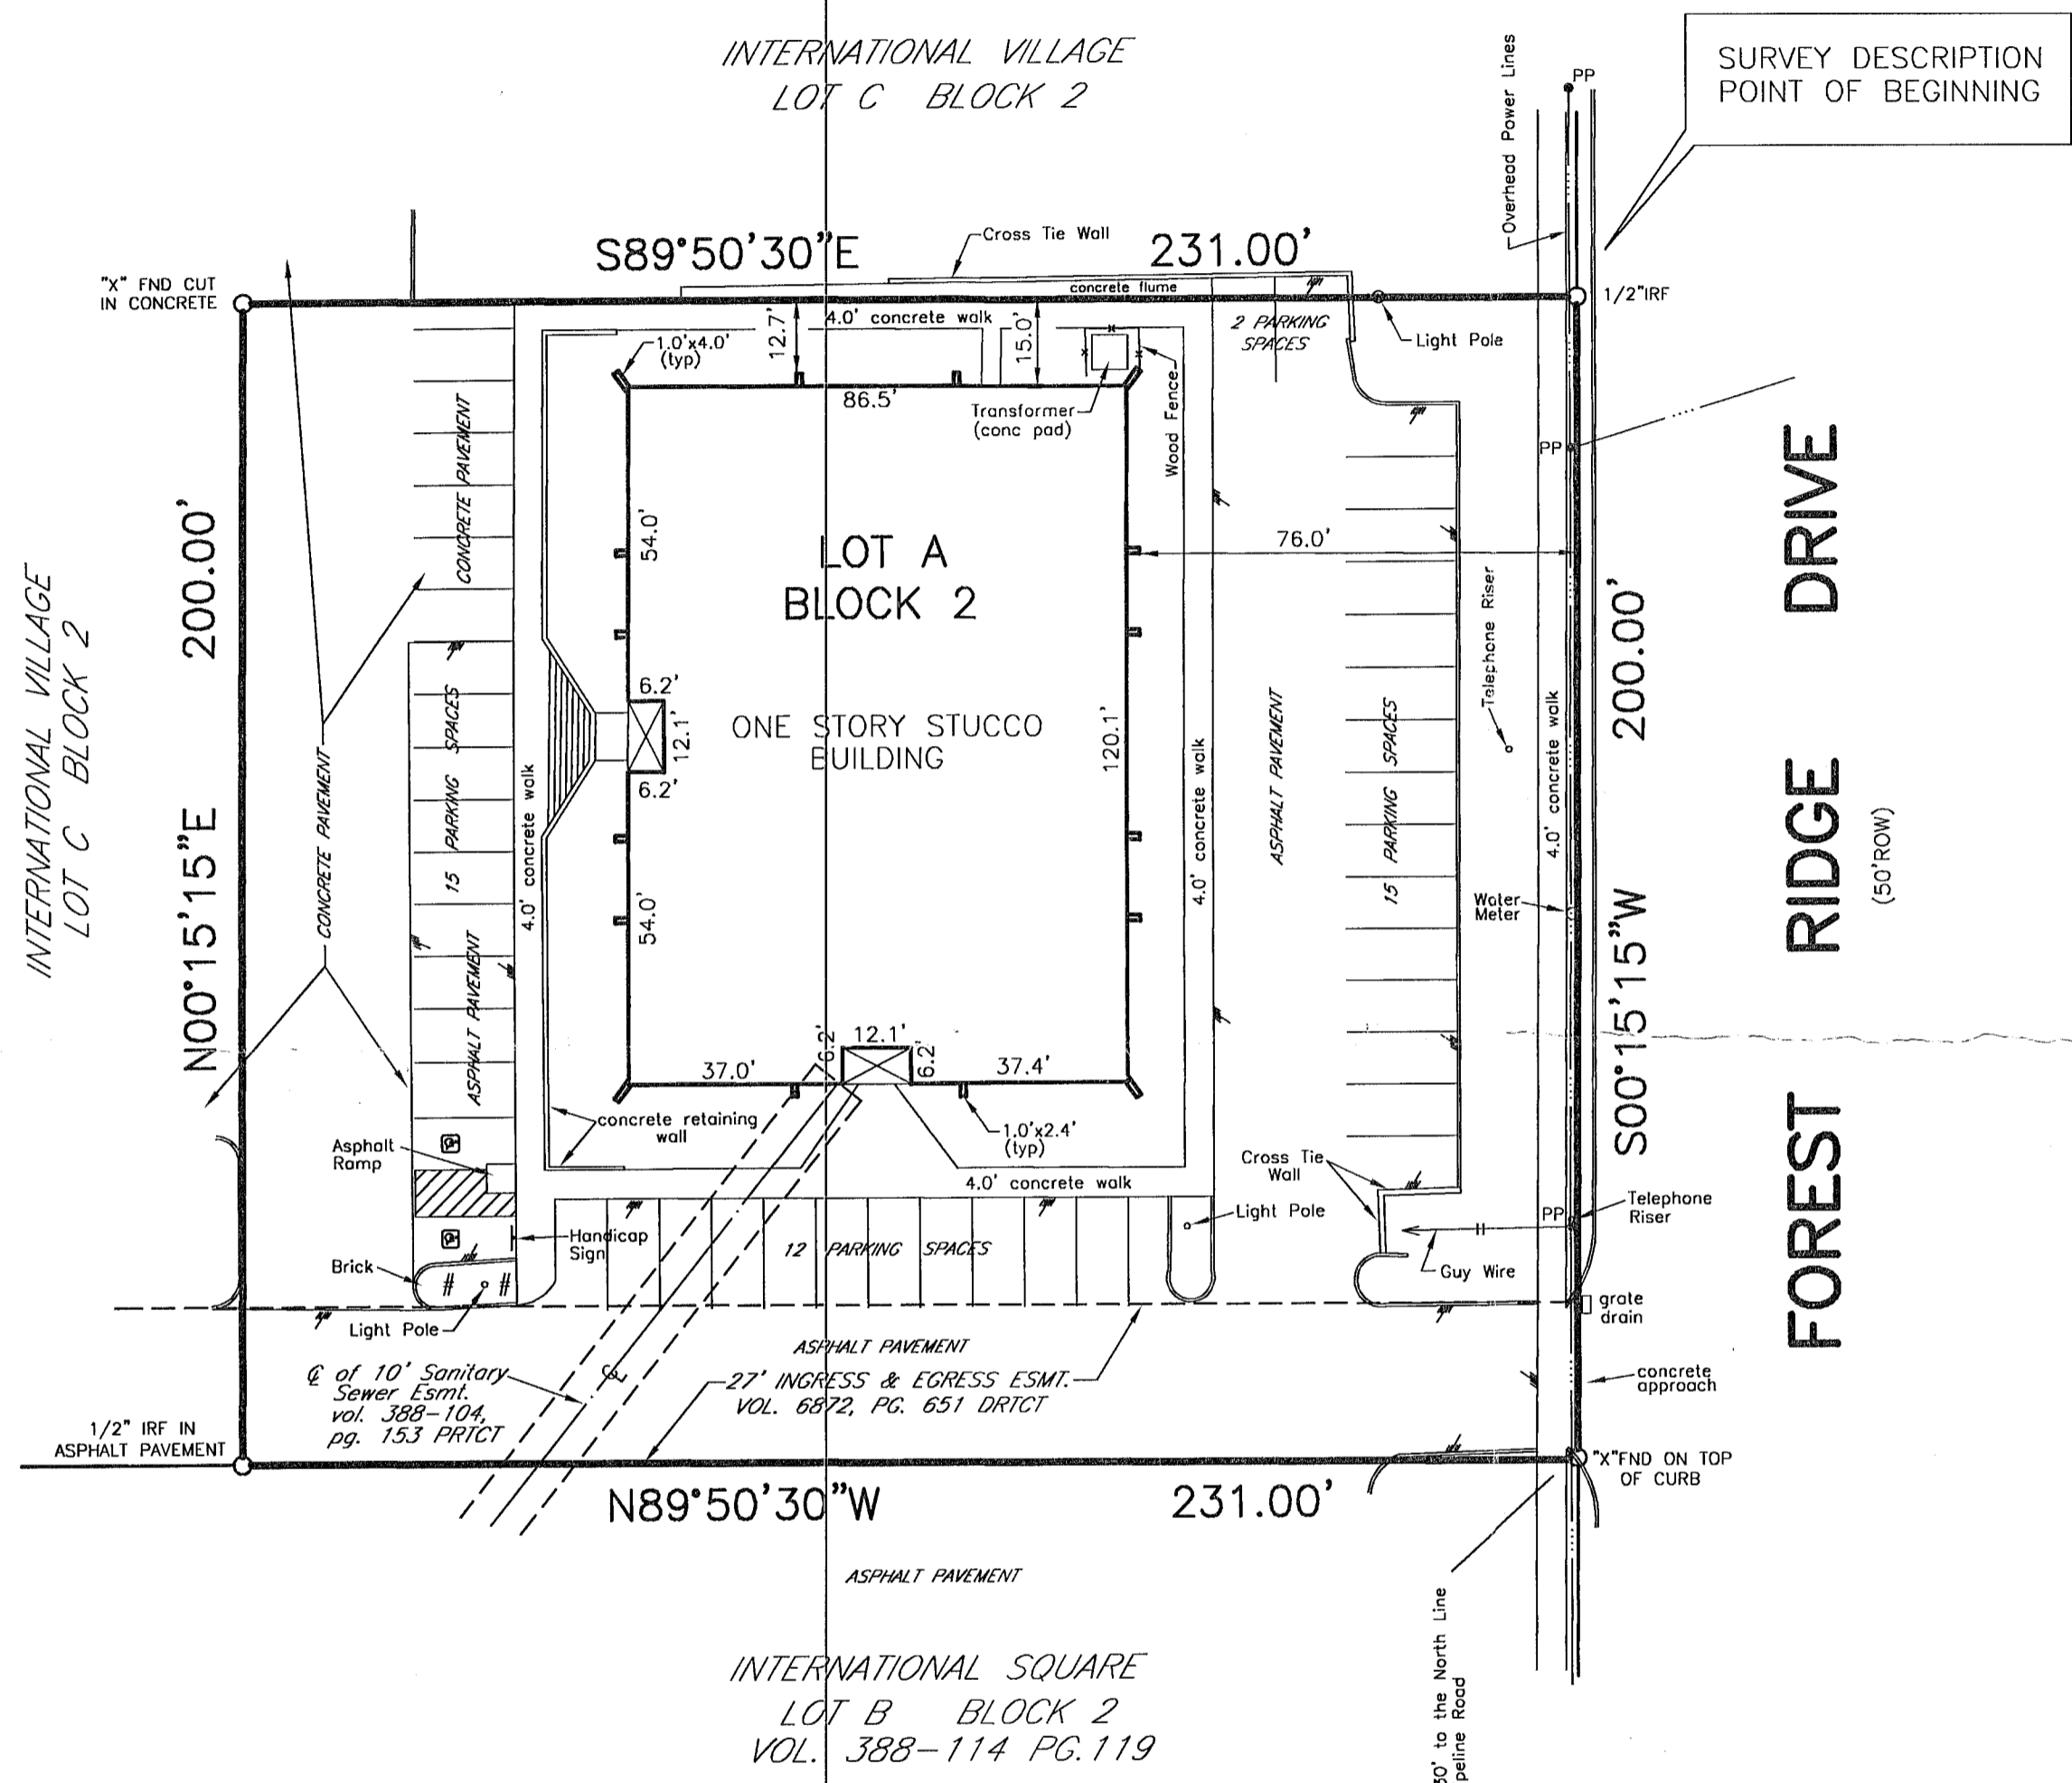 INTERNATIONAL VILLAGE
LOT C BLOCK 2
SURVEY DESCRIPTION
POINT OF BEGINNING
Overhead Power Lines
PP
S89°50'30"E
231.00'
Cross Tie Wall
"X" FND CUT
IN CONCRETE
concrete flume
1/2"IRF
4.0' concrete walk
12.7'
15.0'
2 PARKING
SPACES
Light Pole
1.0'x4.0'
(typ)
86.5'
Transformer
(conc pad)
Wood Fence
CONCRETE PAVEMENT
PP
54.0'
LOT A
BLOCK 2
76.0'
200.00'
N00°15'15"E
INTERNATIONAL VILLAGE
LOT C BLOCK 2
CONCRETE PAVEMENT
15 PARKING SPACES
ASPHALT PAVEMENT
4.0' concrete walk
6.2'
12.1'
6.2'
54.0'
ONE STORY STUCCO
BUILDING
120.1'
4.0' concrete walk
ASPHALT PAVEMENT
15 PARKING SPACES
Telephone Riser
4.0' concrete walk
Water
Meter
200.00'
S00°15'15"W
FOREST RIDGE DRIVE
(50'ROW)
37.0'
6.2'
12.1'
6.2'
37.4'
concrete retaining
wall
1.0'x2.4'
(typ)
Asphalt
Ramp
4.0' concrete walk
Cross Tie
Wall
Light Pole
PP
Telephone
Riser
Handicap
Sign
12 PARKING SPACES
Brick
# #
Guy Wire
grate
drain
Light Pole
ASPHALT PAVEMENT
27' INGRESS & EGRESS ESMT.
VOL. 6872, PG. 651 DRTCT
℄ of 10' Sanitary
Sewer Esmt.
vol. 388-104,
pg. 153 PRTCT
℄
concrete
approach
1/2" IRF IN
ASPHALT PAVEMENT
"X"FND ON TOP
OF CURB
N89°50'30"W
231.00'
ASPHALT PAVEMENT
INTERNATIONAL SQUARE
LOT B BLOCK 2
VOL. 388-114 PG.119
to the North Line
Road